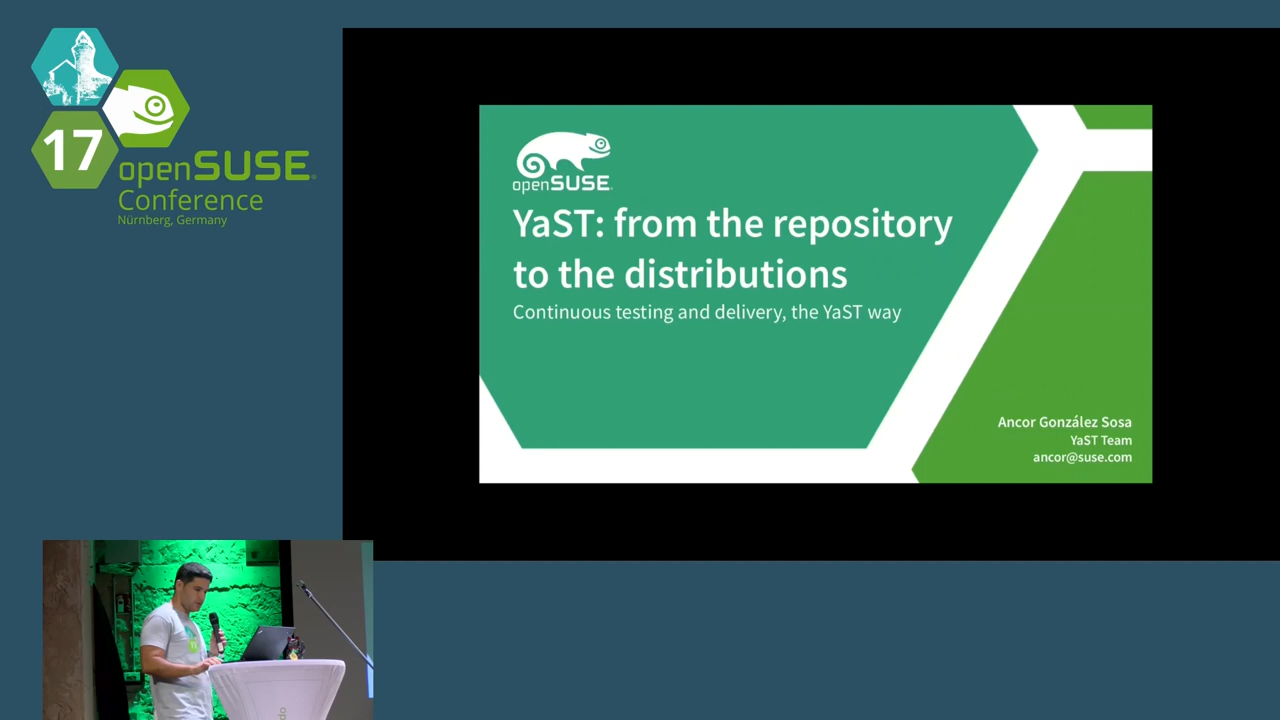 17
openSUSE
Conference
Nürnberg, Germany
openSUSE
YaST: from the repository
to the distributions
Continuous testing and delivery, the YaST way
Ancor González Sosa
YaST Team
ancor@suse.com